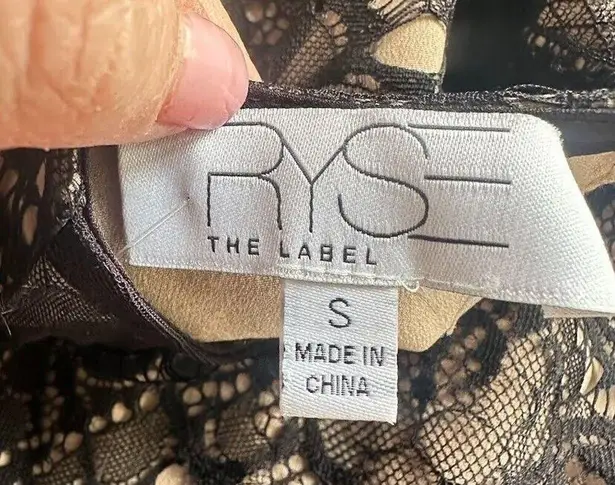 RYSE
THE LABEL
S
MADE IN
CHINA